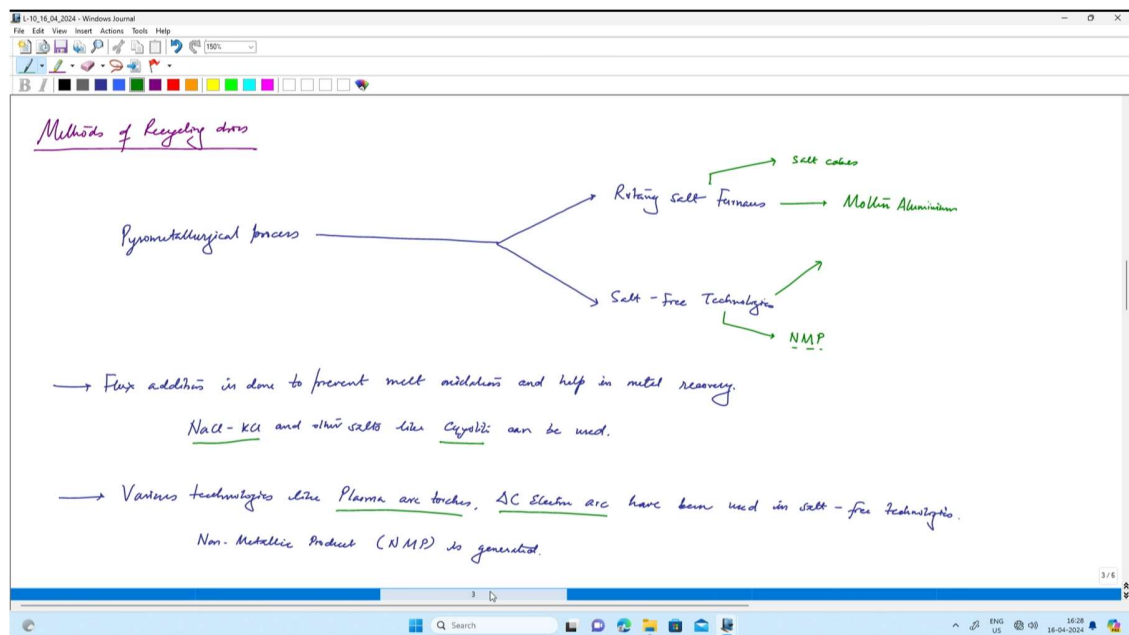 L-10_16_04_2024 - Windows Journal
File Edit View Insert Actions Tools Help
150%
B I
Methods of Recycling dross
Salt cakes
Rotary salt Furnaces
Molten Aluminium
Pyrometallurgical process
Salt - Free Technologies
NMP
Flux addition is done to prevent melt oxidation and help in metal recovery.
NaCl - KCl and other salts like Cryolite can be used.
Various technologies like Plasma arc torches, DC Electric arc have been used in salt - free technologies.
Non-Metallic Product (NMP) is generated.
3 / 6
3
Search
ENG
US
16:28
16-04-2024